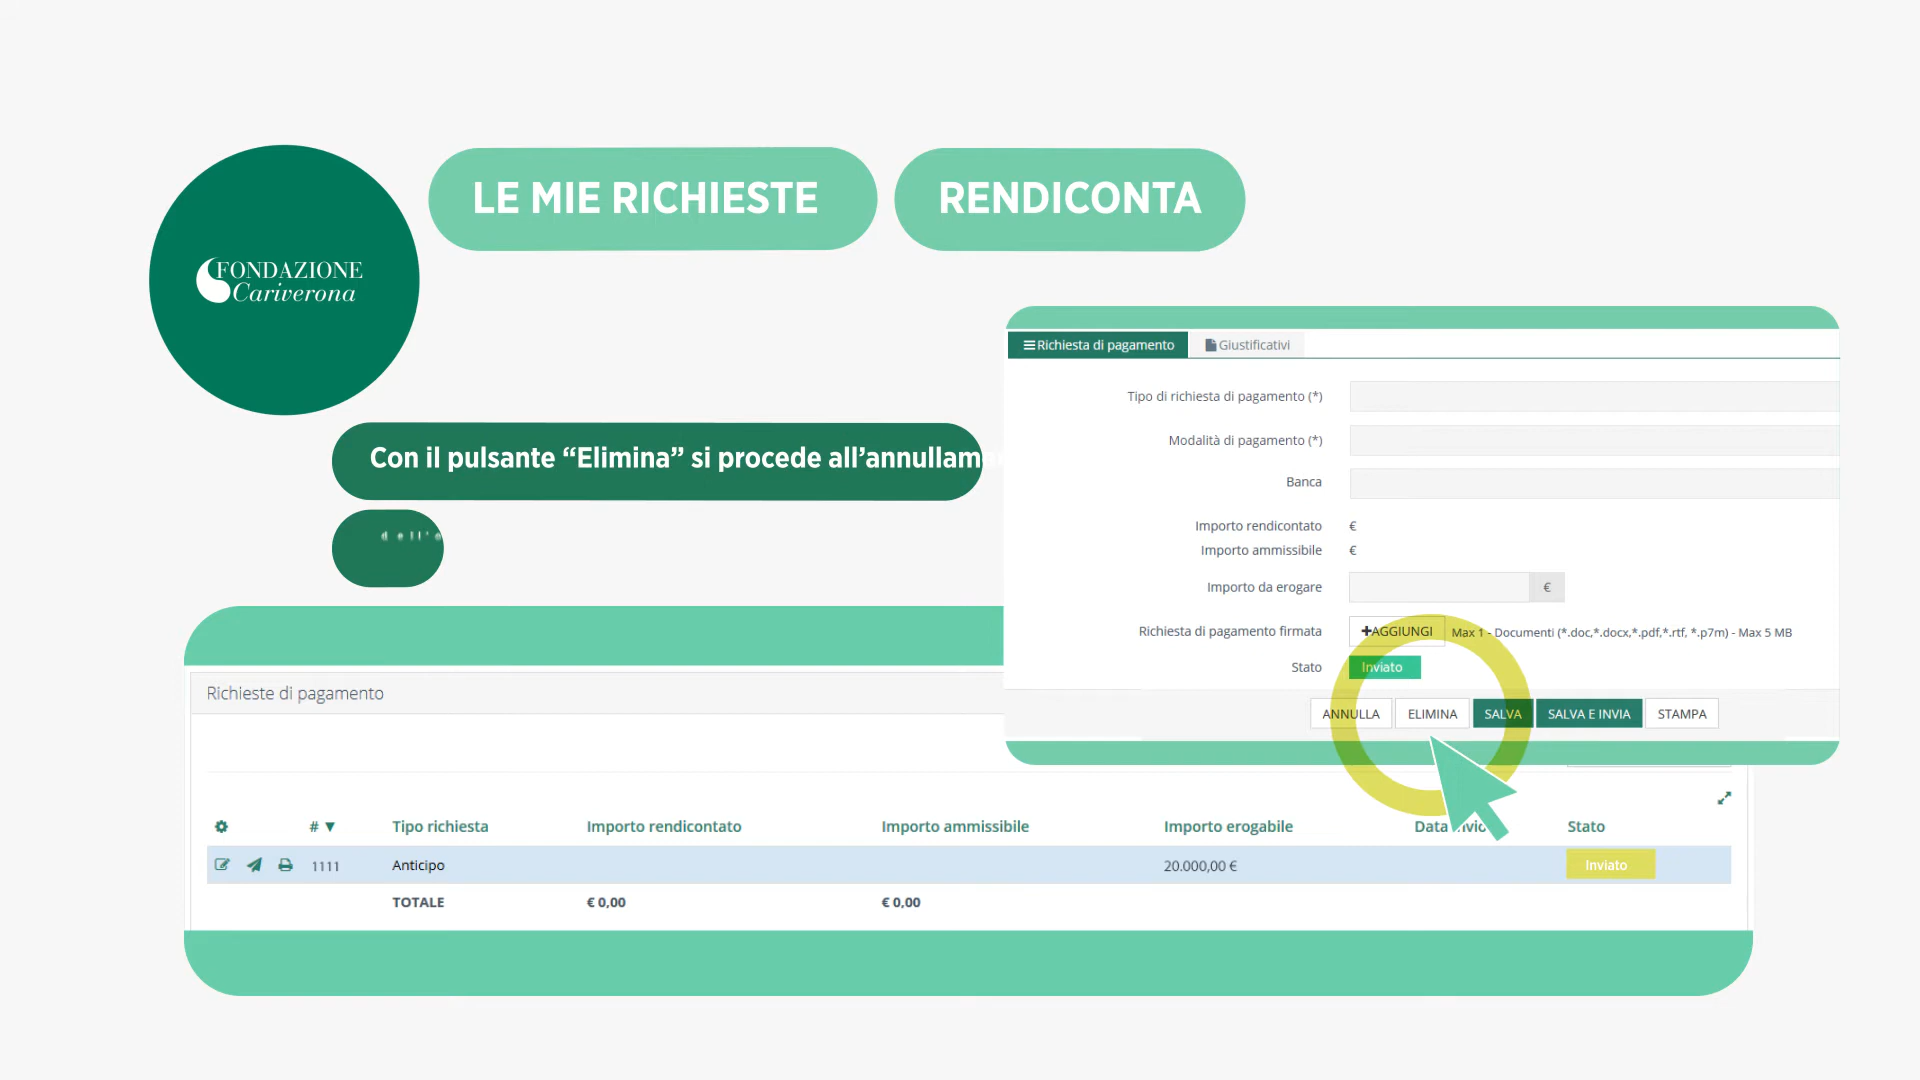 LE MIE RICHIESTE
RENDICONTA
FONDAZIONE
Cariverona
Con il pulsante “Elimina” si procede all’annullam
dell'e
Richiesta di pagamento
Giustificativi
Tipo di richiesta di pagamento (*)
Modalità di pagamento (*)
Banca
Importo rendicontato €
Importo ammissibile €
Importo da erogare €
Richiesta di pagamento firmata +AGGIUNGI Max 1 - Documenti (*.doc,*.docx,*.pdf,*.rtf, *.p7m) - Max 5 MB
Stato Inviato
ANNULLA ELIMINA SALVA SALVA E INVIA STAMPA
Richieste di pagamento
# ▼ Tipo richiesta Importo rendicontato Importo ammissibile Importo erogabile Data Stato
1111 Anticipo 20.000,00 € Inviato
TOTALE € 0,00 € 0,00